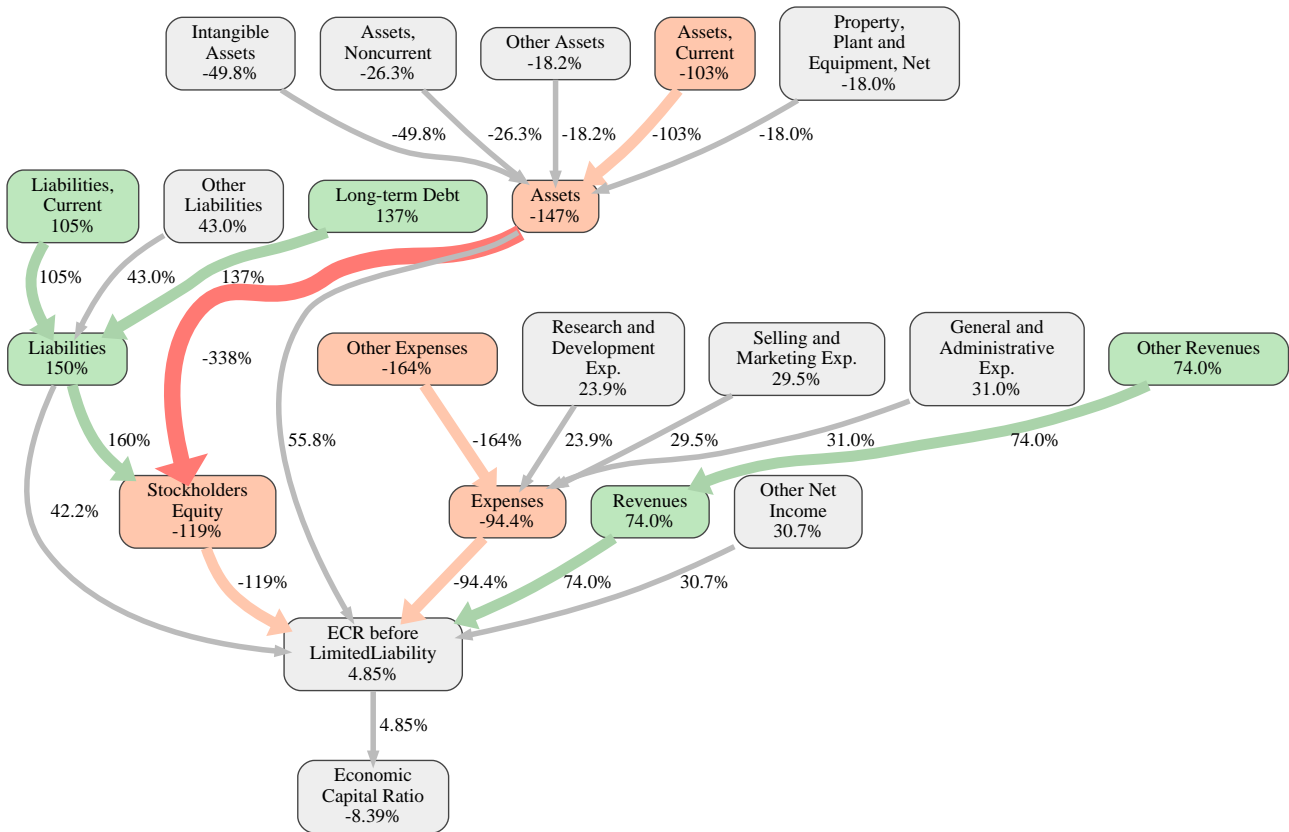 Intangible
Assets
-49.8%
Assets,
Noncurrent
-26.3%
Other Assets
-18.2%
Assets,
Current
-103%
Property,
Plant and
Equipment, Net
-18.0%
-49.8%
-26.3%
-18.2%
-103%
-18.0%
Liabilities,
Current
105%
Other
Liabilities
43.0%
Long-term Debt
137%
Assets
-147%
105%
43.0%
137%
Liabilities
150%
-338%
Other Expenses
-164%
Research and
Development
Exp.
23.9%
Selling and
Marketing Exp.
29.5%
General and
Administrative
Exp.
31.0%
Other Revenues
74.0%
160%
55.8%
-164%
23.9%
29.5%
31.0%
74.0%
42.2%
Stockholders
Equity
-119%
Expenses
-94.4%
Revenues
74.0%
Other Net
Income
30.7%
-119%
-94.4%
74.0%
30.7%
ECR before
LimitedLiability
4.85%
4.85%
Economic
Capital Ratio
-8.39%